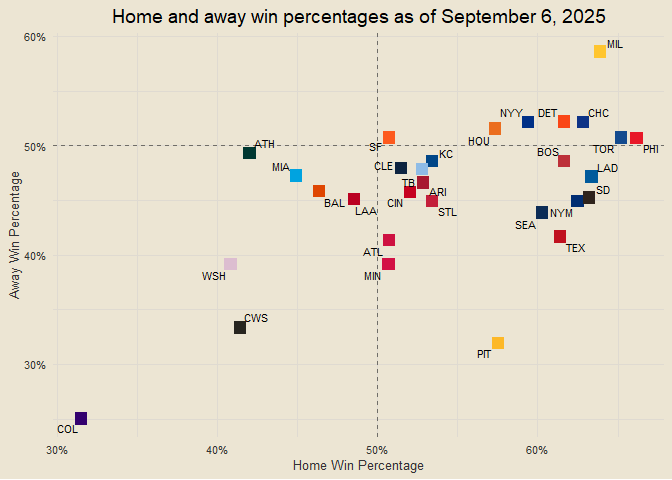 Home and away win percentages as of September 6, 2025
60%
MIL
NYY
DET
CHC
HOU
SF
TOR
PHI
50%
ATH
KC
BOS
CLE
MIA
LAD
TB
ARI
SD
BAL
LAA
CIN
STL
NYM
SEA
TEX
ATL
40%
WSH
MIN
CWS
PIT
30%
COL
30%
40%
50%
60%
Away Win Percentage
Home Win Percentage